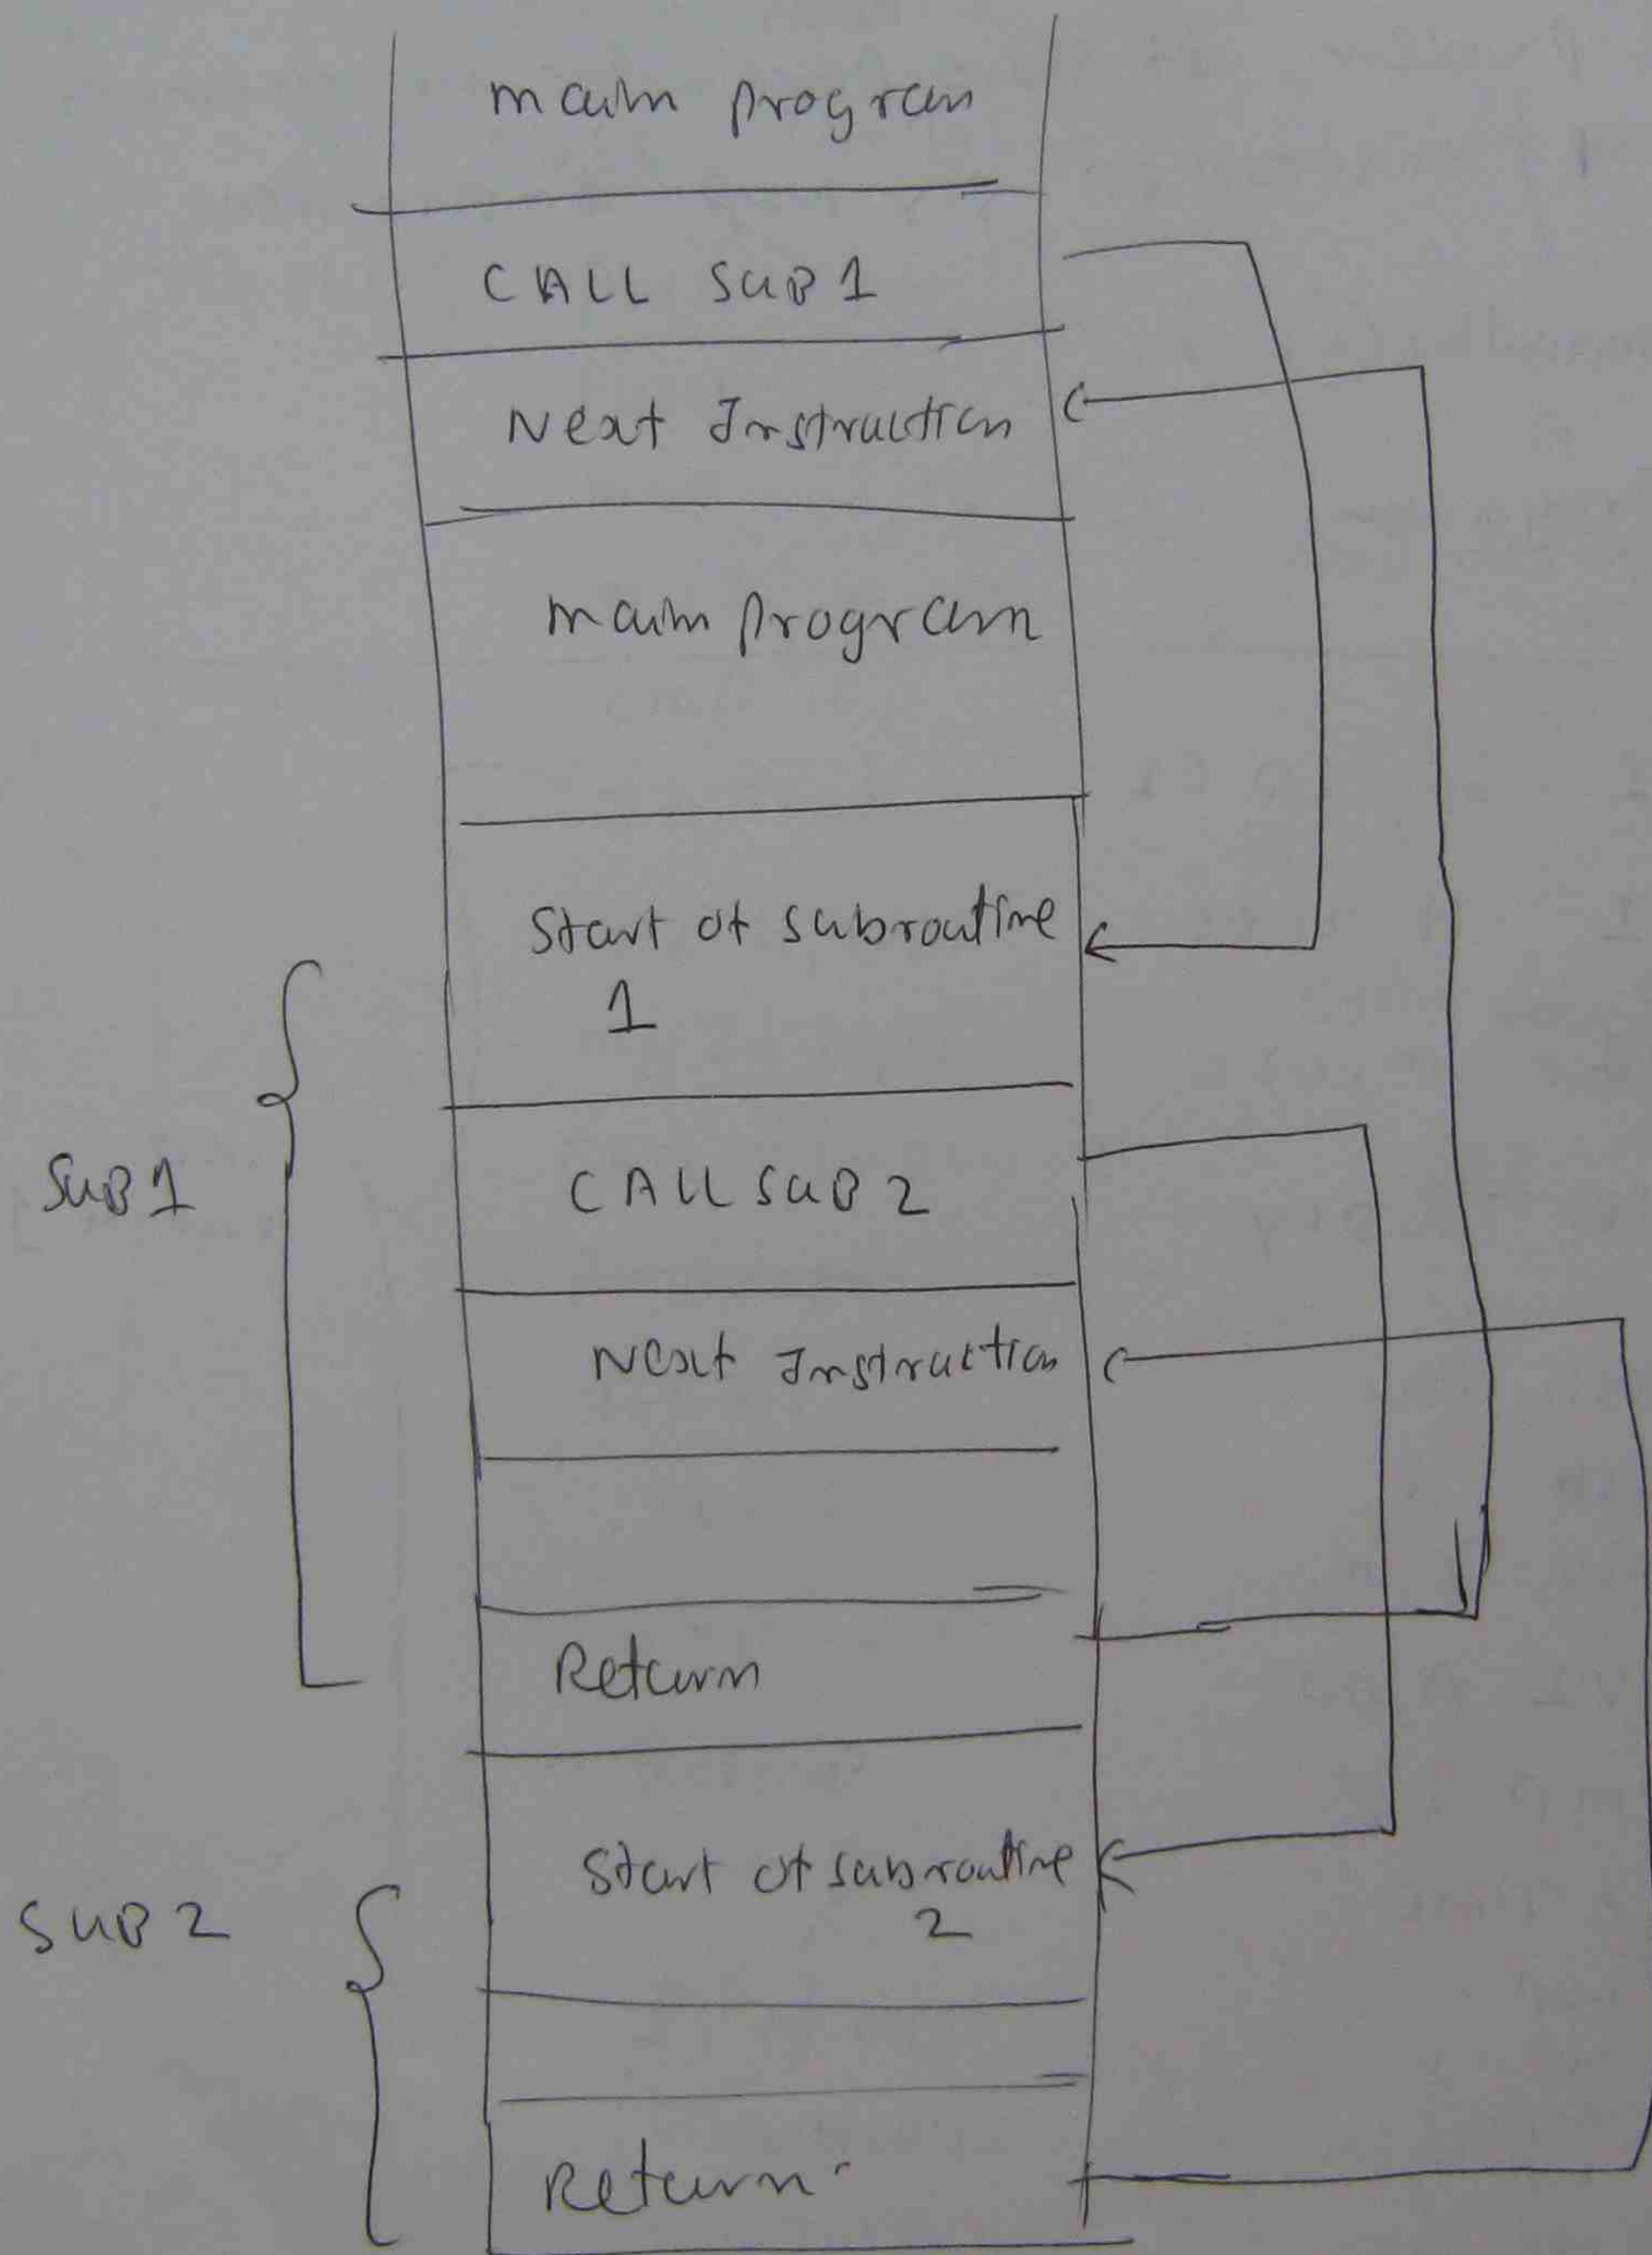 main program
CALL SUB 1
Next Instruction
main program
Start of subroutine
1
SUB 1
CALL SUB 2
Next Instruction
Return
Start of subroutine
2
SUB 2
Return